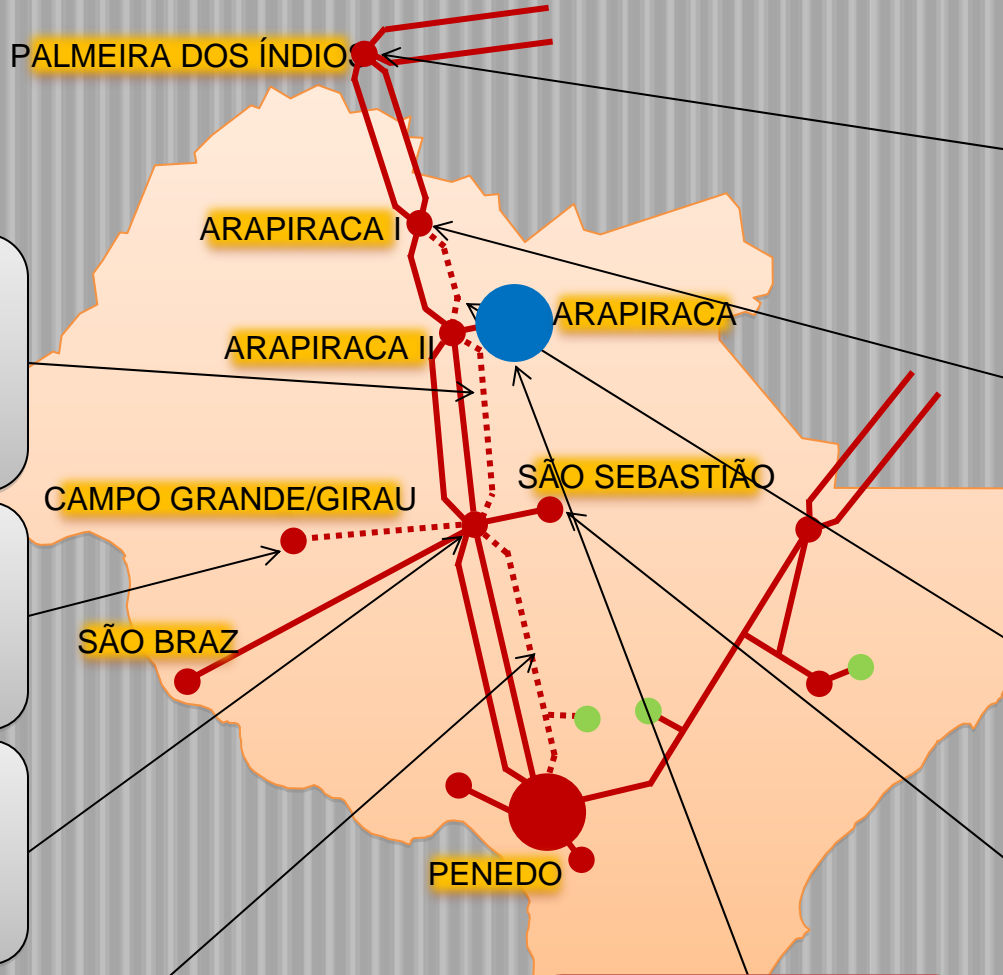 PALMEIRA DOS ÍNDIOS
ARAPIRACA I
ARAPIRACA
ARAPIRACA II
SÃO SEBASTIÃO
CAMPO GRANDE/GIRAU
SÃO BRAZ
PENEDO